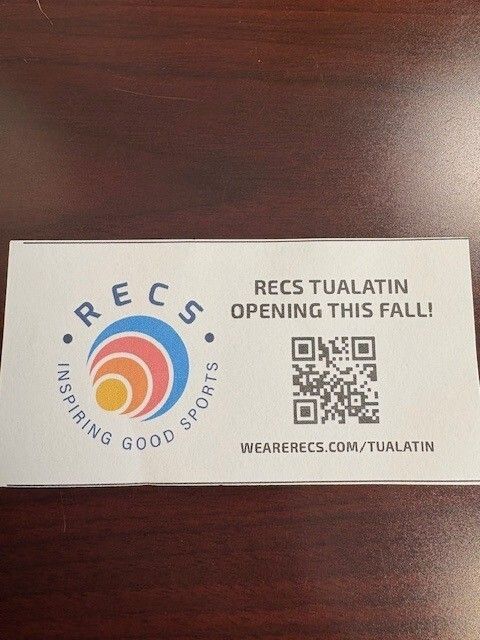 • RECS •
INSPIRING GOOD SPORTS
RECS TUALATIN
OPENING THIS FALL!
WEARERECS.COM/TUALATIN